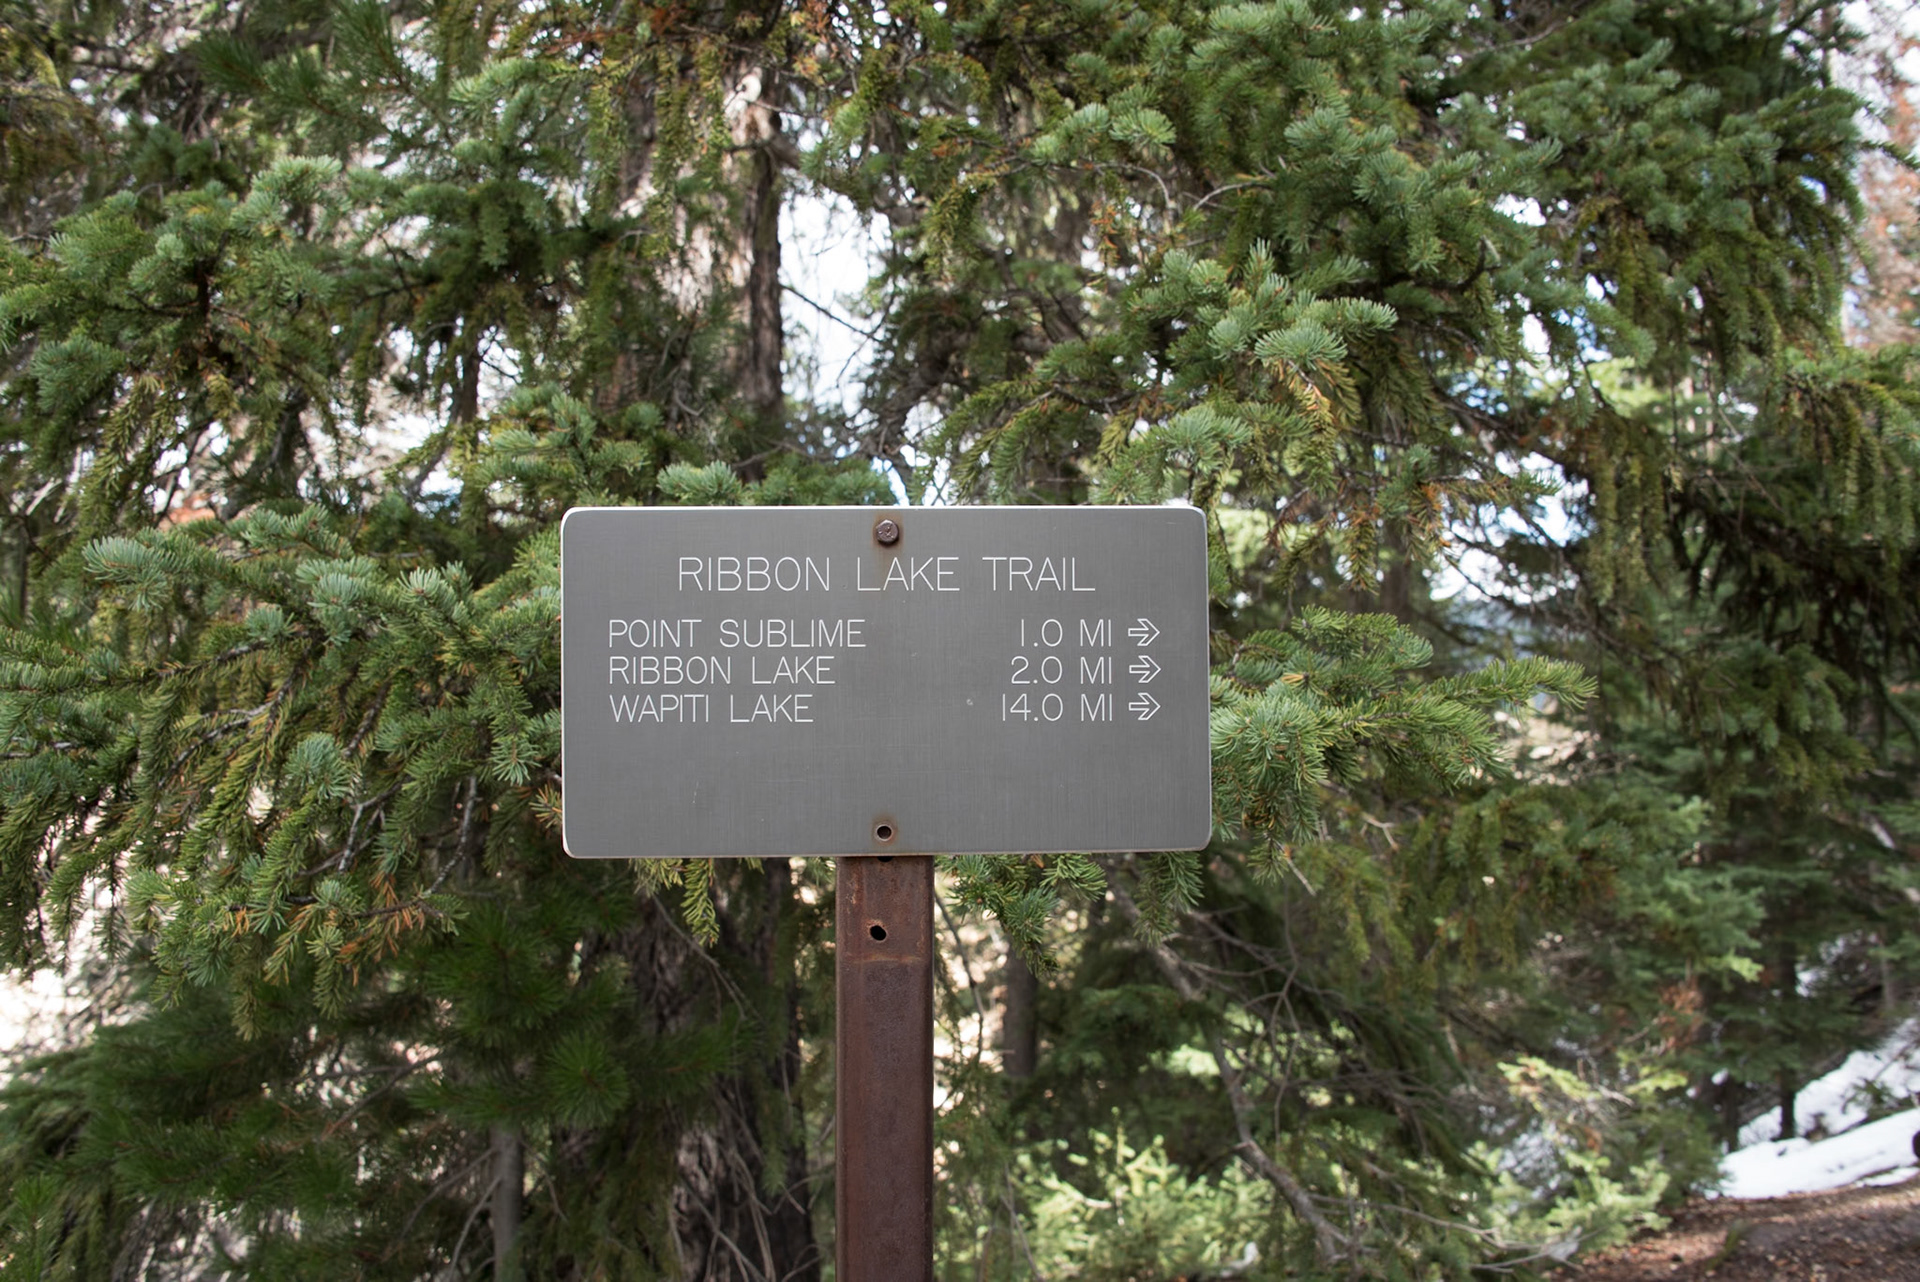 RIBBON LAKE TRAIL
POINT SUBLIME 1.0 MI
RIBBON LAKE 2.0 MI
WAPITI LAKE 14.0 MI